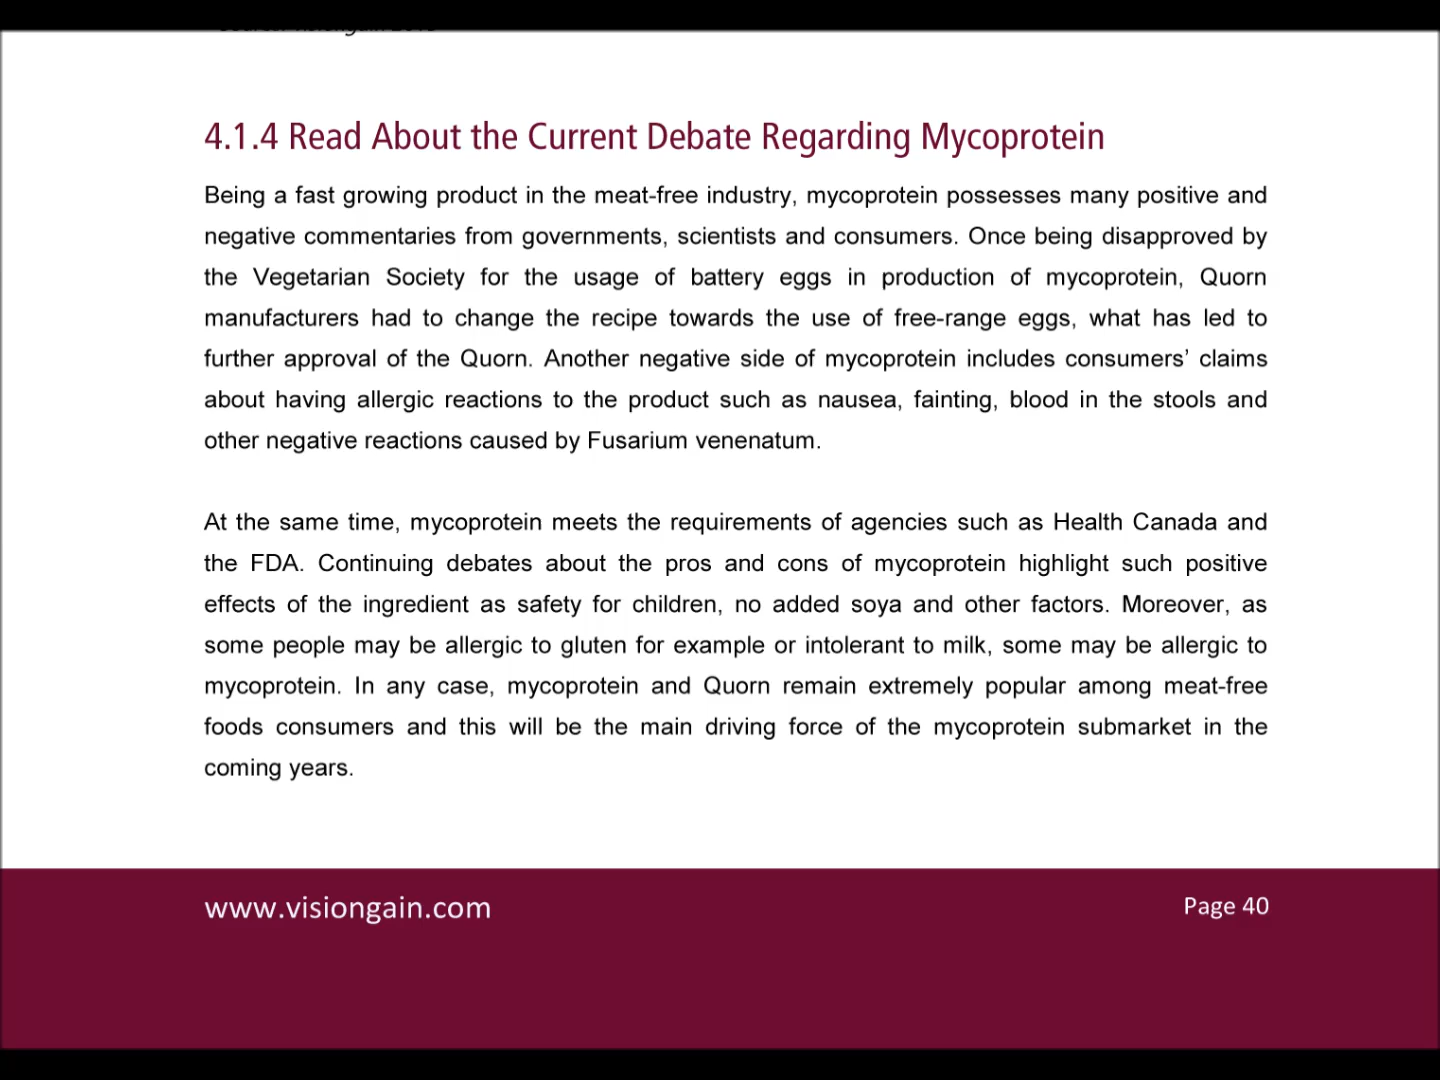 4.1.4 Read About the Current Debate Regarding Mycoprotein
Being a fast growing product in the meat-free industry, mycoprotein possesses many positive and
negative commentaries from governments, scientists and consumers. Once being disapproved by
the Vegetarian Society for the usage of battery eggs in production of mycoprotein, Quorn
manufacturers had to change the recipe towards the use of free-range eggs, what has led to
further approval of the Quorn. Another negative side of mycoprotein includes consumers’ claims
about having allergic reactions to the product such as nausea, fainting, blood in the stools and
other negative reactions caused by Fusarium venenatum.
At the same time, mycoprotein meets the requirements of agencies such as Health Canada and
the FDA. Continuing debates about the pros and cons of mycoprotein highlight such positive
effects of the ingredient as safety for children, no added soya and other factors. Moreover, as
some people may be allergic to gluten for example or intolerant to milk, some may be allergic to
mycoprotein. In any case, mycoprotein and Quorn remain extremely popular among meat-free
foods consumers and this will be the main driving force of the mycoprotein submarket in the
coming years.
www.visiongain.com
Page 40